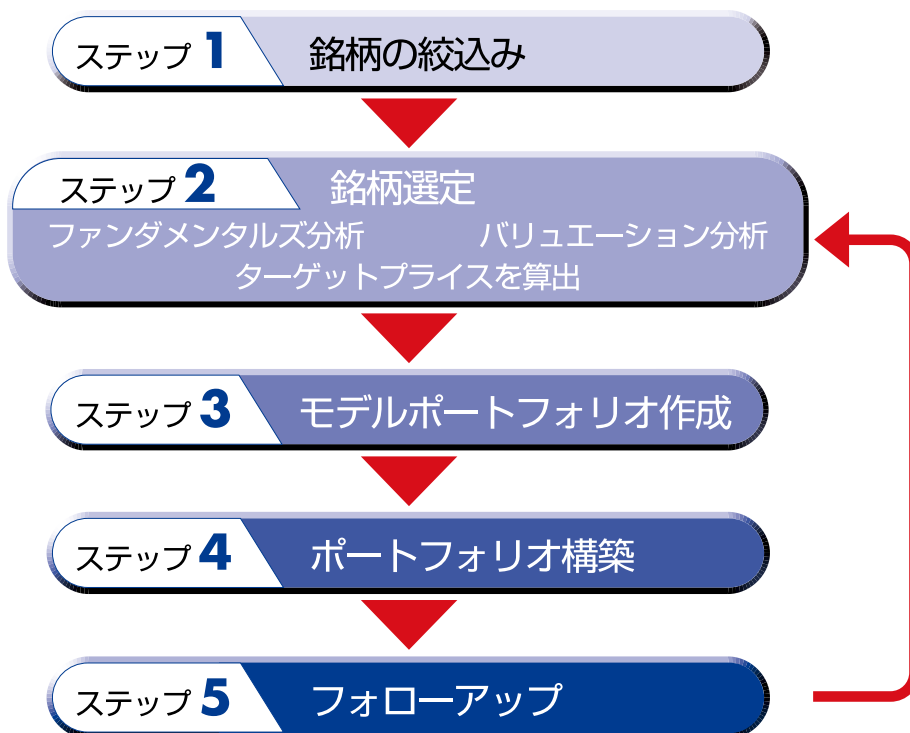 ステップ 1 銘柄の絞込み
ステップ 2 銘柄選定
ファンダメンタルズ分析 バリュエーション分析
ターゲットプライスを算出
ステップ 3 モデルポートフォリオ作成
ステップ 4 ポートフォリオ構築
ステップ 5 フォローアップ